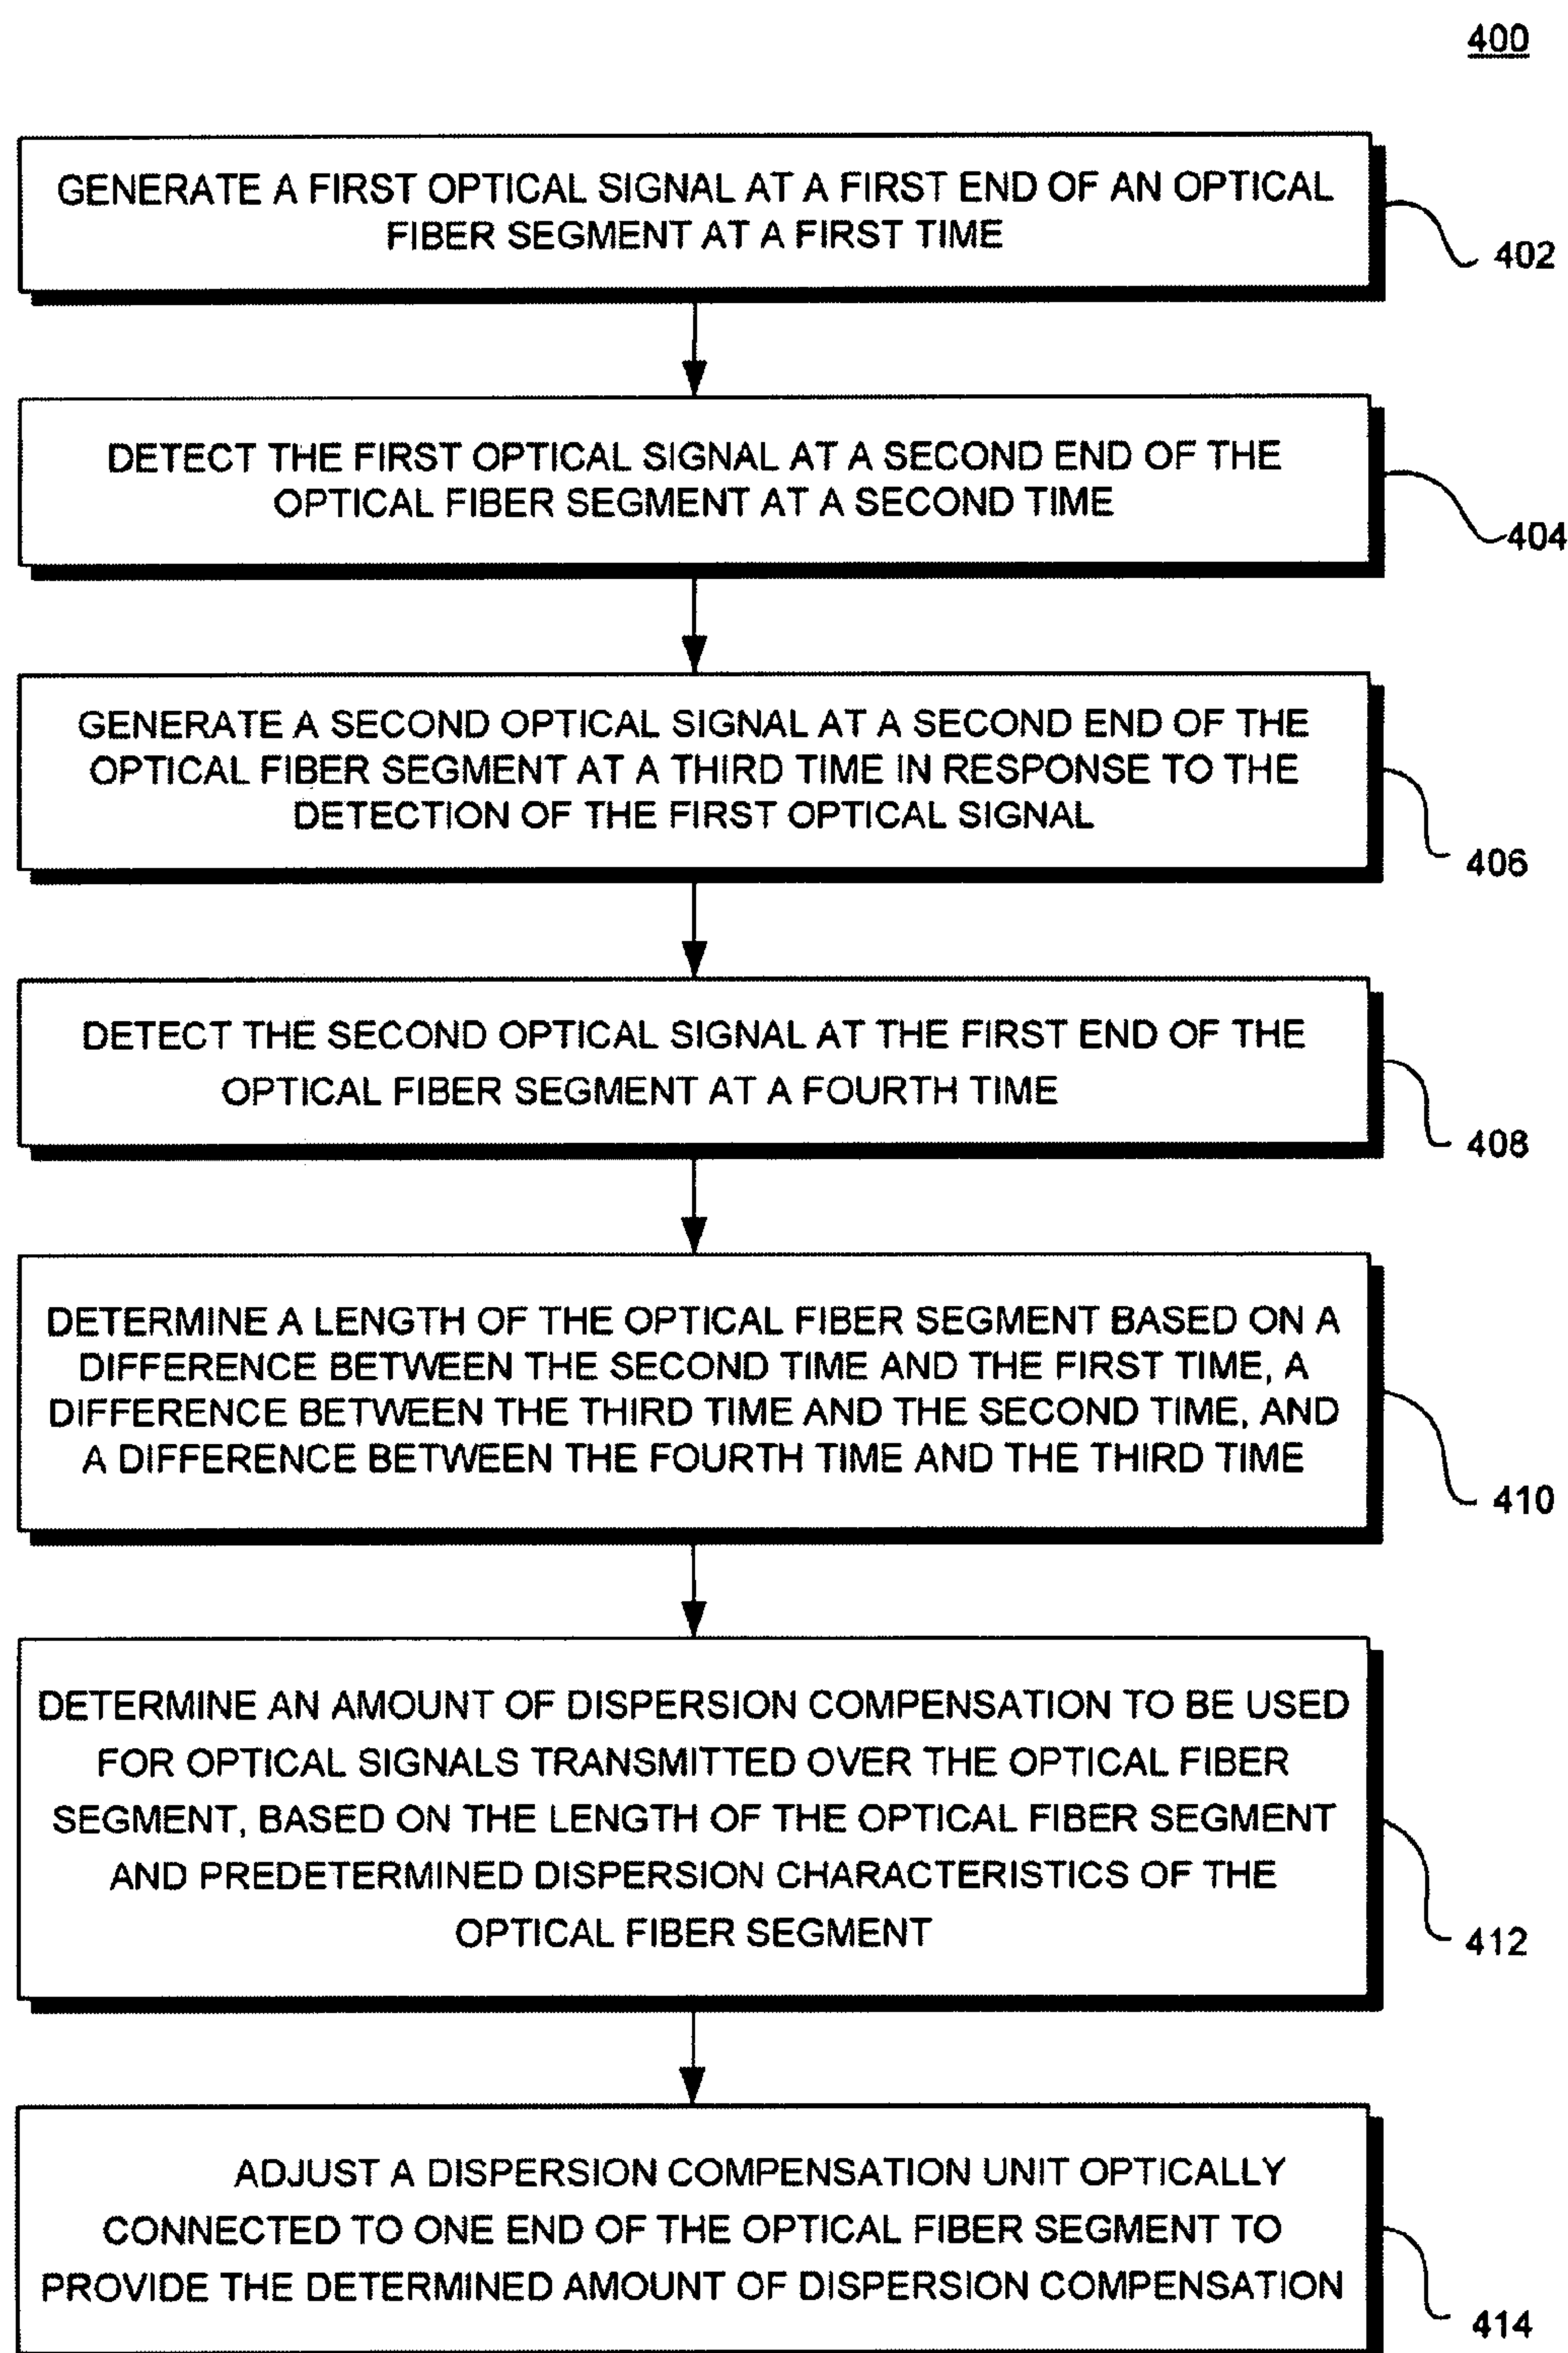 400
GENERATE A FIRST OPTICAL SIGNAL AT A FIRST END OF AN OPTICAL
FIBER SEGMENT AT A FIRST TIME
402
DETECT THE FIRST OPTICAL SIGNAL AT A SECOND END OF THE
OPTICAL FIBER SEGMENT AT A SECOND TIME
404
GENERATE A SECOND OPTICAL SIGNAL AT A SECOND END OF THE
OPTICAL FIBER SEGMENT AT A THIRD TIME IN RESPONSE TO THE
DETECTION OF THE FIRST OPTICAL SIGNAL
406
DETECT THE SECOND OPTICAL SIGNAL AT THE FIRST END OF THE
OPTICAL FIBER SEGMENT AT A FOURTH TIME
408
DETERMINE A LENGTH OF THE OPTICAL FIBER SEGMENT BASED ON A
DIFFERENCE BETWEEN THE SECOND TIME AND THE FIRST TIME, A
DIFFERENCE BETWEEN THE THIRD TIME AND THE SECOND TIME, AND
A DIFFERENCE BETWEEN THE FOURTH TIME AND THE THIRD TIME
410
DETERMINE AN AMOUNT OF DISPERSION COMPENSATION TO BE USED
FOR OPTICAL SIGNALS TRANSMITTED OVER THE OPTICAL FIBER
SEGMENT, BASED ON THE LENGTH OF THE OPTICAL FIBER SEGMENT
AND PREDETERMINED DISPERSION CHARACTERISTICS OF THE
OPTICAL FIBER SEGMENT
412
ADJUST A DISPERSION COMPENSATION UNIT OPTICALLY
CONNECTED TO ONE END OF THE OPTICAL FIBER SEGMENT TO
PROVIDE THE DETERMINED AMOUNT OF DISPERSION COMPENSATION
414